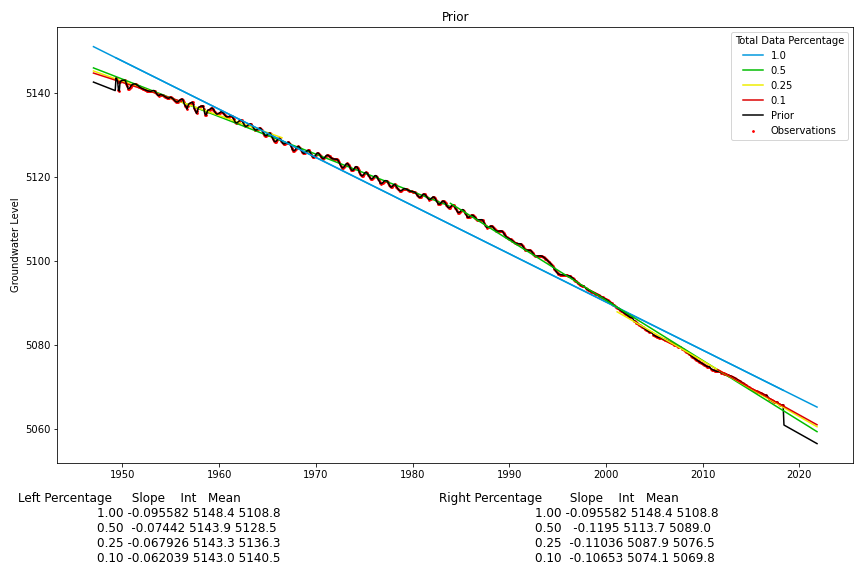 Prior
Total Data Percentage
1.0
0.5
0.25
0.1
Prior
Observations
Groundwater Level
5140
5120
5100
5080
5060
1950 1960 1970 1980 1990 2000 2010 2020
Left Percentage Slope Int Mean
1.00 -0.095582 5148.4 5108.8
0.50 -0.07442 5143.9 5128.5
0.25 -0.067926 5143.3 5136.3
0.10 -0.062039 5143.0 5140.5
Right Percentage Slope Int Mean
1.00 -0.095582 5148.4 5108.8
0.50 -0.1195 5113.7 5089.0
0.25 -0.11036 5087.9 5076.5
0.10 -0.10653 5074.1 5069.8